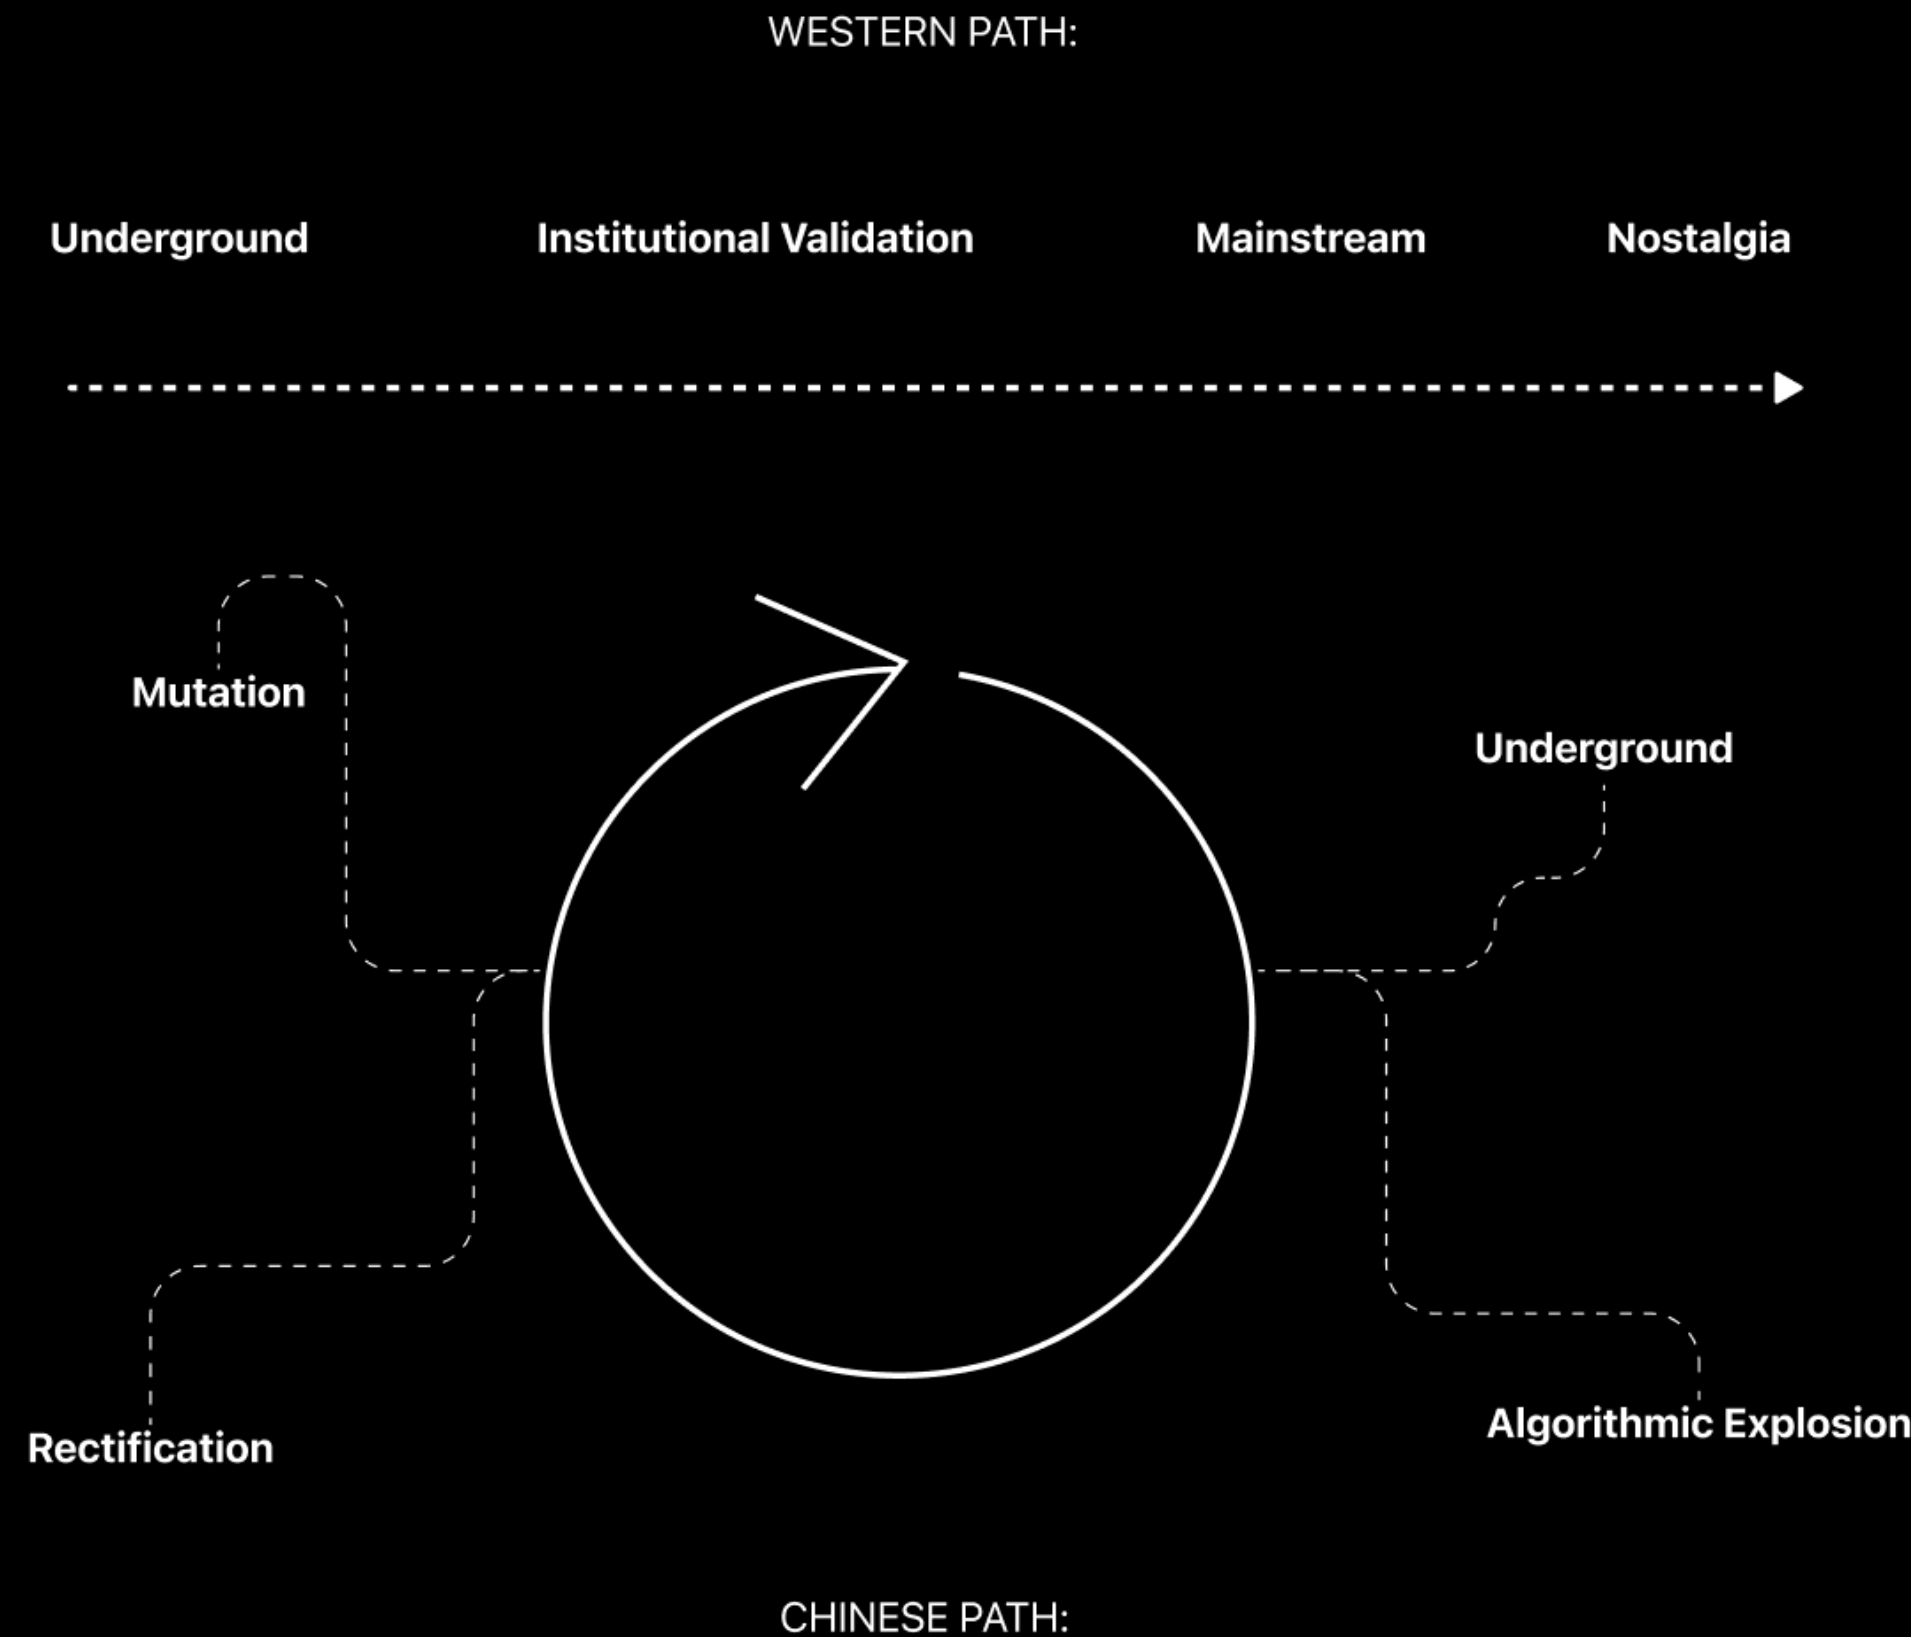 WESTERN PATH:
Underground Institutional Validation Mainstream Nostalgia
Mutation
Underground
Rectification
Algorithmic Explosion
CHINESE PATH: